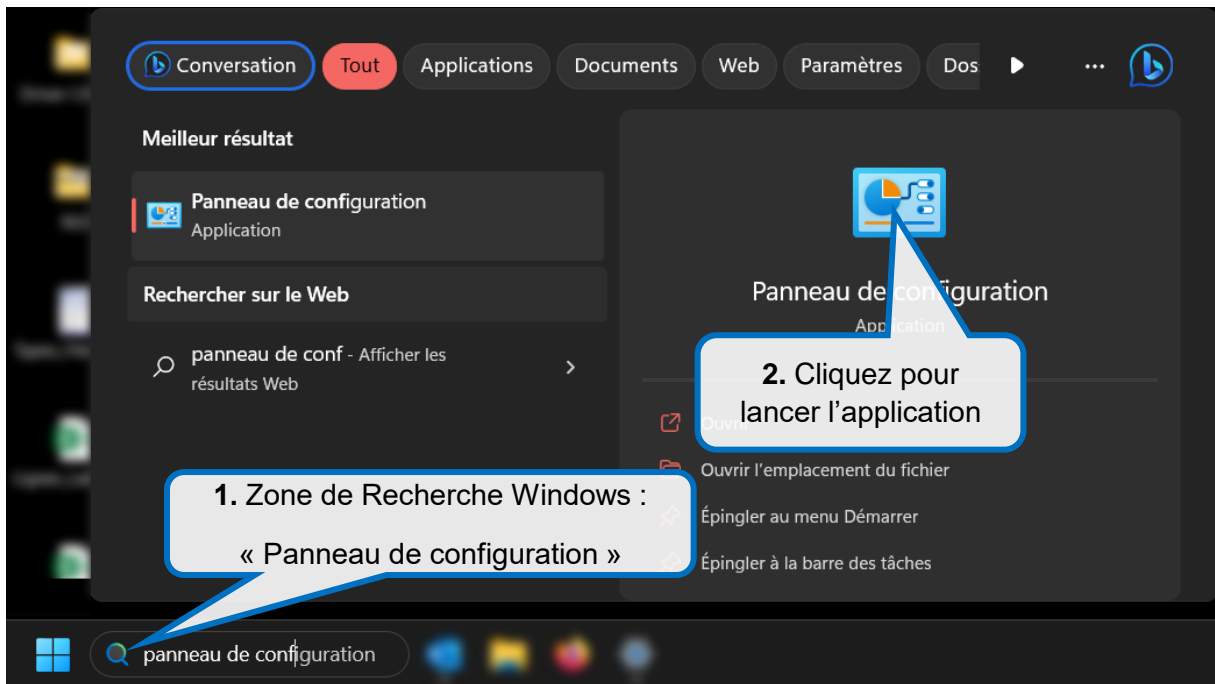 Conversation Tout Applications Documents Web Paramètres Dos ...
Meilleur résultat
Panneau de configuration
Application
Rechercher sur le Web
panneau de conf - Afficher les
résultats Web
Panneau de configuration
Application
2. Cliquez pour
lancer l’application
Ouvrir
Ouvrir l’emplacement du fichier
Épingler au menu Démarrer
Épingler à la barre des tâches
1. Zone de Recherche Windows :
« Panneau de configuration »
panneau de configuration